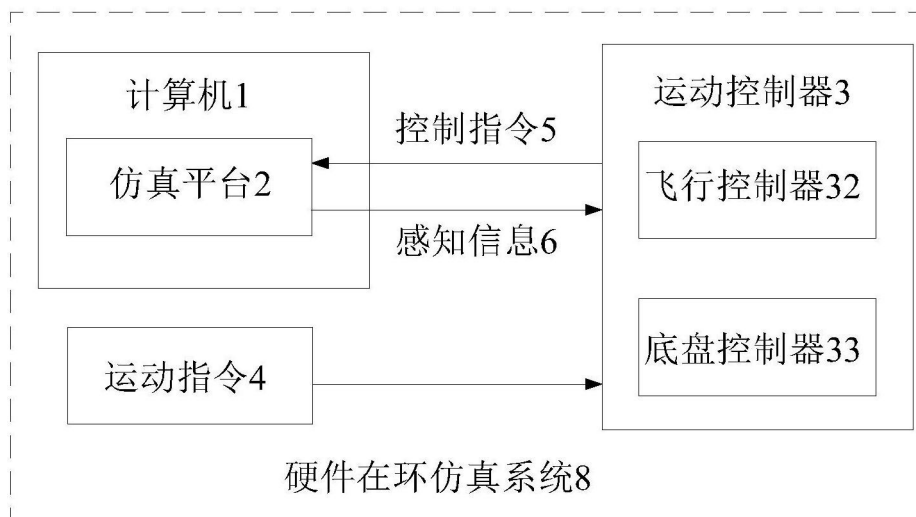 计算机1
仿真平台2
控制指令5
感知信息6
运动控制器3
飞行控制器32
底盘控制器33
运动指令4
硬件在环仿真系统8